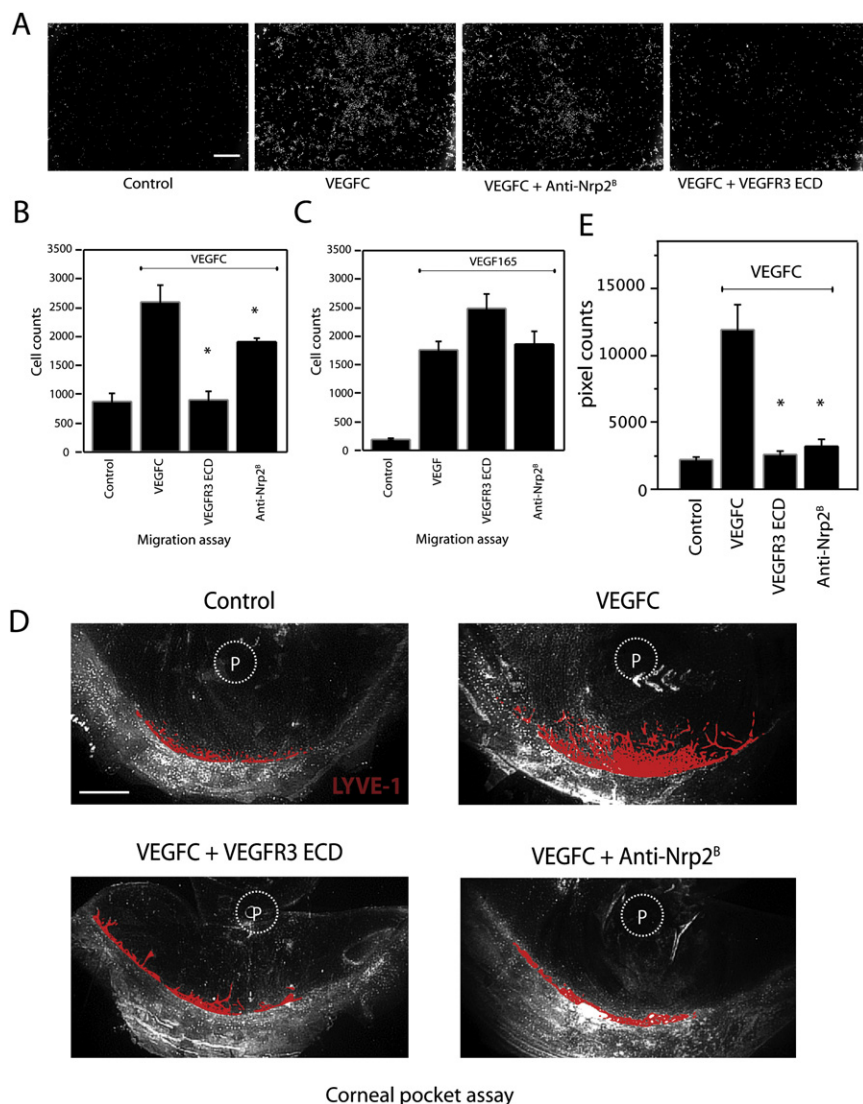 A
Control
VEGFC
VEGFC + Anti-Nrp2ᴮ
VEGFC + VEGFR3 ECD
B
VEGFC
3500
3000
2500
2000
1500
1000
500
0
Cell counts
*
*
Control
VEGFC
VEGFR3 ECD
Anti-Nrp2ᴮ
Migration assay
C
VEGF165
3500
3000
2500
2000
1500
1000
500
0
Cell counts
Control
VEGF
VEGFR3 ECD
Anti-Nrp2ᴮ
Migration assay
E
VEGFC
15000
10000
5000
0
pixel counts
*
*
Control
VEGFC
VEGFR3 ECD
Anti-Nrp2ᴮ
D
Control
P
LYVE-1
VEGFC
P
VEGFC + VEGFR3 ECD
P
VEGFC + Anti-Nrp2ᴮ
P
Corneal pocket assay